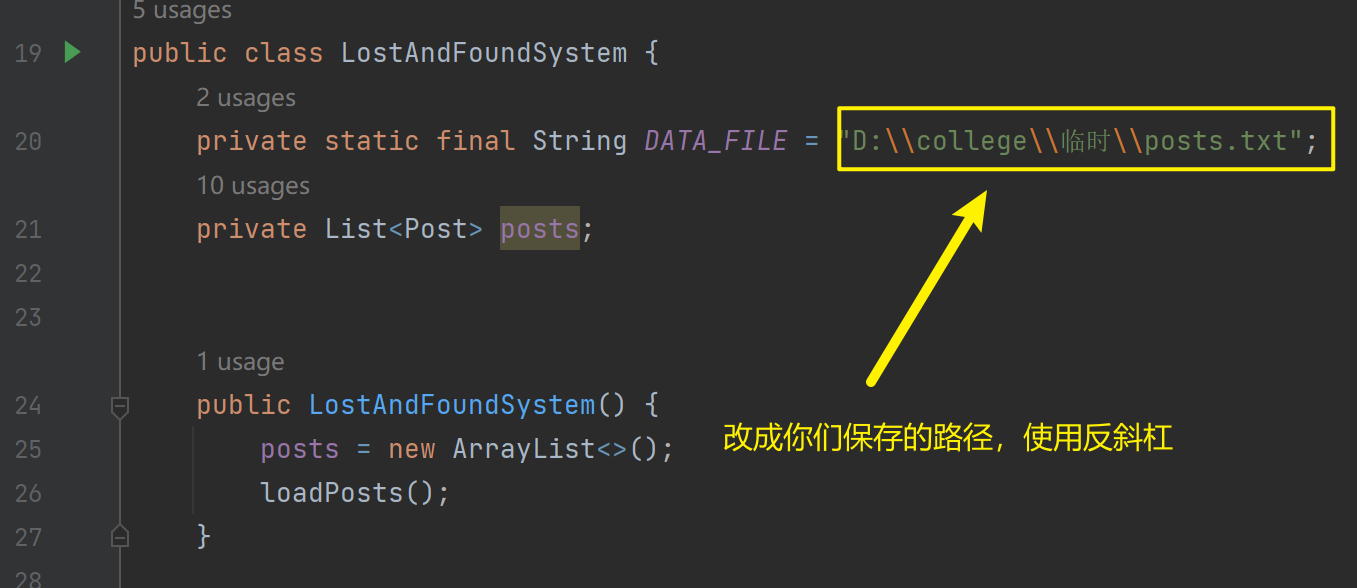 5 usages
19 public class LostAndFoundSystem {
2 usages
20 private static final String DATA_FILE = "D:\\college\\临时\\posts.txt";
10 usages
21 private List<Post> posts;
22
23
1 usage
24 public LostAndFoundSystem() {
25 posts = new ArrayList<>();
改成你们保存的路径，使用反斜杠
26 loadPosts();
27 }
28